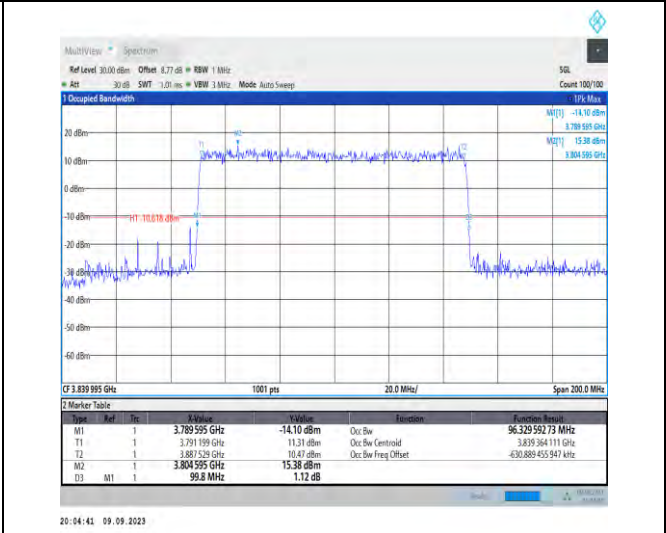 MultiView Spectrum
Ref Level 30.00 dBm Offset 8.77 dB RBW 1 MHz SGL
Att 30 dB SWT 1.01 ms VBW 3 MHz Mode Auto Sweep Count 100/100
1 Occupied Bandwidth 1Pk Max
M1[1] -14.10 dBm
3.789 595 GHz
M2[1] 15.38 dBm
3.804 595 GHz
20 dBm
M2
T1
T2
10 dBm
0 dBm
-10 dBm
H1 -10.618 dBm
M1
-20 dBm
-30 dBm
-40 dBm
-50 dBm
-60 dBm
CF 3.839 995 GHz 1001 pts 20.0 MHz/ Span 200.0 MHz
2 Marker Table
Type Ref Trc X-Value Y-Value Function Function Result
M1 1 3.789 595 GHz -14.10 dBm Occ Bw 96.329 592 73 MHz
T1 1 3.791 199 GHz 11.31 dBm Occ Bw Centroid 3.839 364 111 GHz
T2 1 3.887 529 GHz 10.47 dBm Occ Bw Freq Offset -630.889 455 947 kHz
M2 1 3.804 595 GHz 15.38 dBm
D3 M1 1 99.8 MHz 1.12 dB
20:04:41 09.09.2023